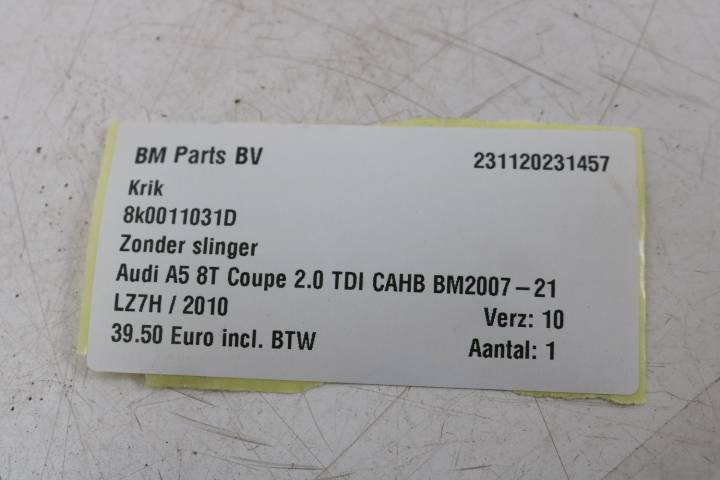 BM Parts BV 231120231457
Krik
8k0011031D
Zonder slinger
Audi A5 8T Coupe 2.0 TDI CAHB BM2007-21
LZ7H / 2010 Verz: 10
39.50 Euro incl. BTW Aantal: 1